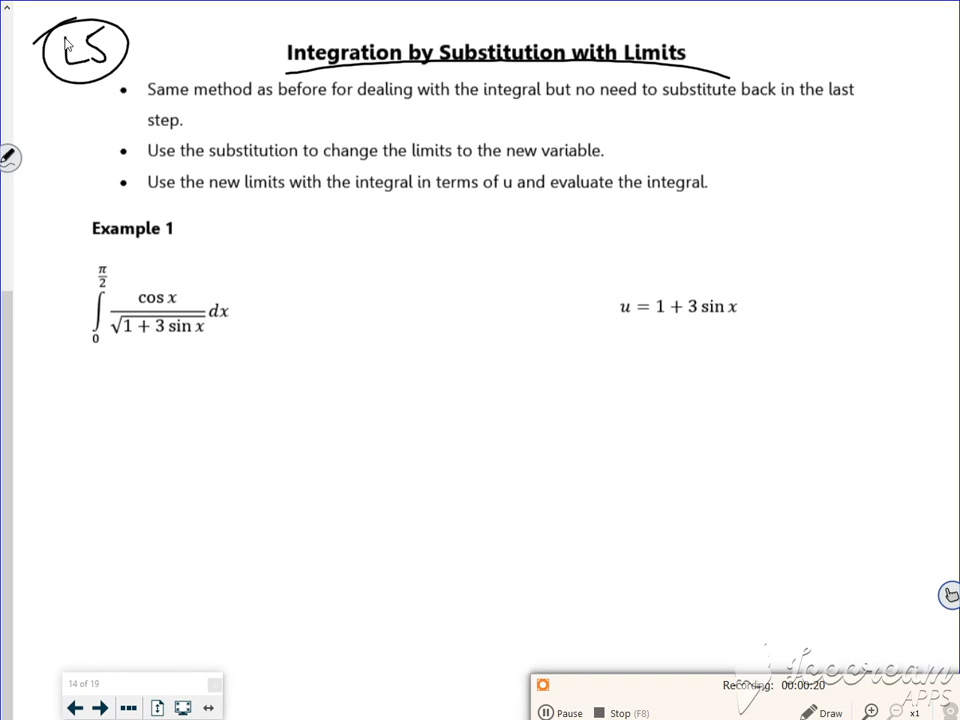 LS
Integration by Substitution with Limits
• Same method as before for dealing with the integral but no need to substitute back in the last
step.
• Use the substitution to change the limits to the new variable.
• Use the new limits with the integral in terms of u and evaluate the integral.
Example 1
∫₀^(π/2) cos x / √(1 + 3 sin x) dx
u = 1 + 3 sin x
14 of 19
Icecream
APPS
Recording: 00:00:20
Pause Stop (F8) Draw x1